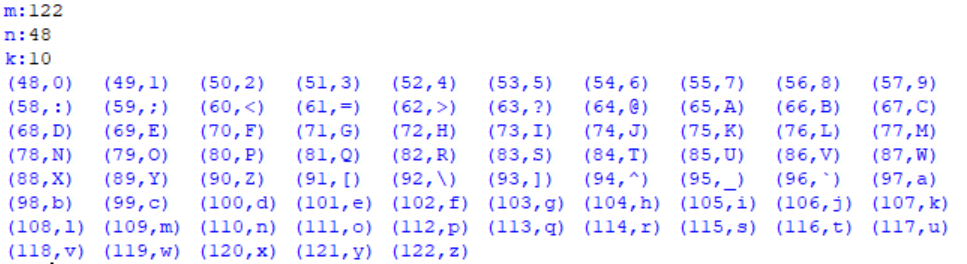 m:122
n:48
k:10
(48,0) (49,1) (50,2) (51,3) (52,4) (53,5) (54,6) (55,7) (56,8) (57,9)
(58,:) (59,;) (60,<) (61,=) (62,>) (63,?) (64,@) (65,A) (66,B) (67,C)
(68,D) (69,E) (70,F) (71,G) (72,H) (73,I) (74,J) (75,K) (76,L) (77,M)
(78,N) (79,O) (80,P) (81,Q) (82,R) (83,S) (84,T) (85,U) (86,V) (87,W)
(88,X) (89,Y) (90,Z) (91,[) (92,\) (93,]) (94,^) (95,_) (96,`) (97,a)
(98,b) (99,c) (100,d) (101,e) (102,f) (103,g) (104,h) (105,i) (106,j) (107,k)
(108,l) (109,m) (110,n) (111,o) (112,p) (113,q) (114,r) (115,s) (116,t) (117,u)
(118,v) (119,w) (120,x) (121,y) (122,z)